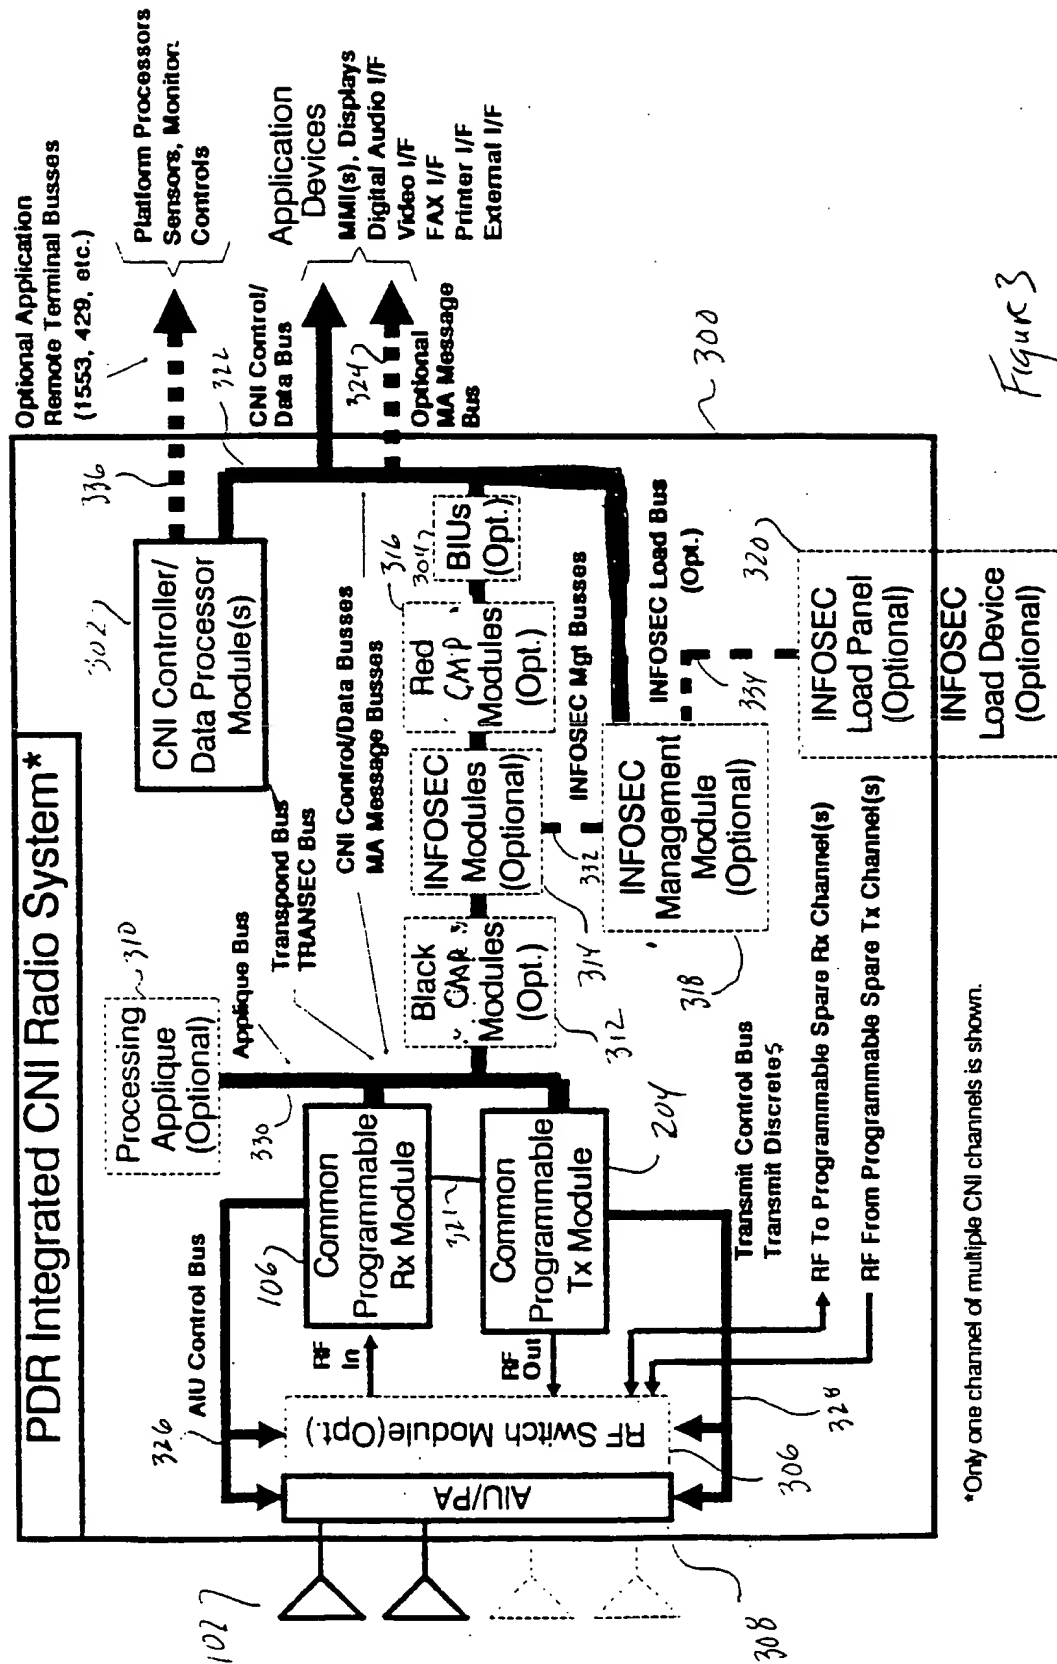 PDR Integrated CNI Radio System*
Optional Application
Remote Terminal Busses
(1553, 429, etc.)
Platform Processors
Sensors, Monitor
Controls
336
322
CNI Control/
Data Bus
Application
Devices
MMI(s), Displays
Digital Audio I/F
Video I/F
FAX I/F
Printer I/F
External I/F
324
Optional
MA Message
Bus
300
302
CNI Controller/
Data Processor
Module(s)
310
Processing
Applique
(Optional)
Applique Bus
Transpond Bus
TRANSEC Bus
CNI Control/Data Busses
MA Message Busses
330
326
AIU Control Bus
106
Common
Programmable
Rx Module
RF
In
321
Common
Programmable
Tx Module
RF
Out
204
Black
CMP
Modules
(Opt.)
312
INFOSEC
Modules
(Optional)
314
Red
CMP
Modules
(Opt.)
316
304
BIUs
(Opt.)
INFOSEC Mgt Busses
332
INFOSEC
Management
Module
(Optional)
318
INFOSEC Load Bus
(Opt.)
334
320
INFOSEC
Load Panel
(Optional)
INFOSEC
Load Device
(Optional)
102
AIU/PA
RF Switch Module(Opt.)
308
306
328
Transmit Control Bus
Transmit Discretes
RF To Programmable Spare Rx Channel(s)
RF From Programmable Spare Tx Channel(s)
*Only one channel of multiple CNI channels is shown.
Figure 3